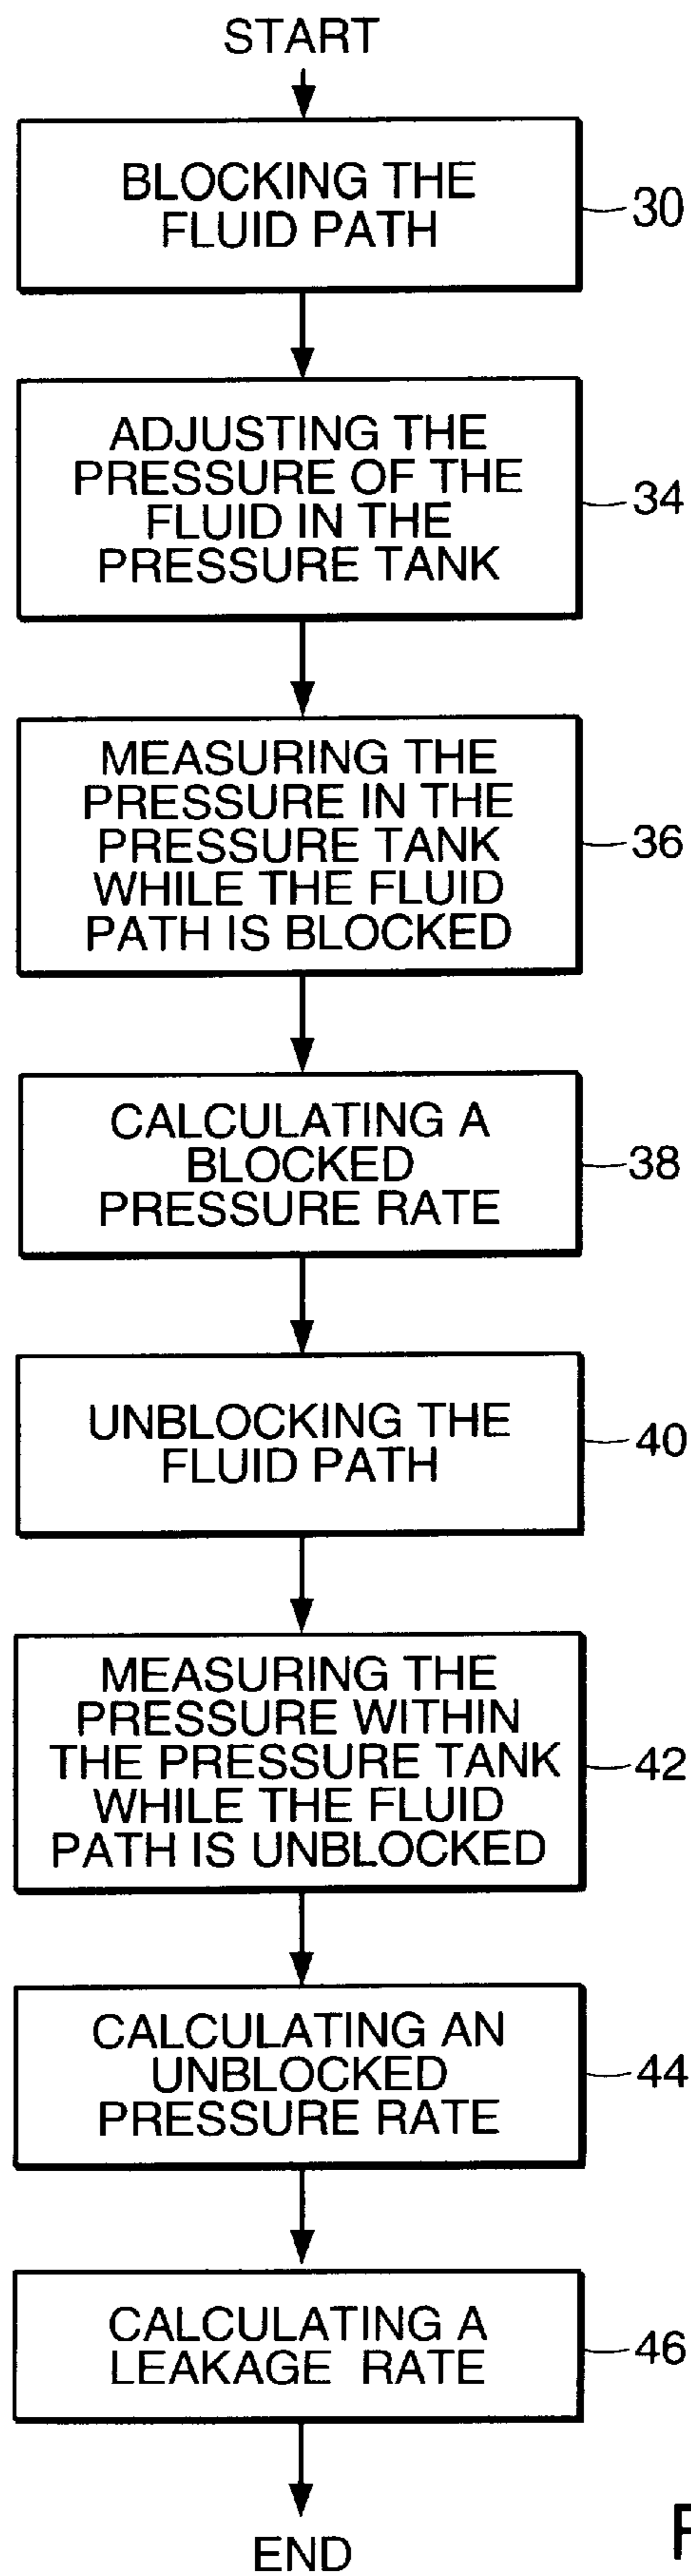 START
BLOCKING THE
FLUID PATH
30
ADJUSTING THE
PRESSURE OF THE
FLUID IN THE
PRESSURE TANK
34
MEASURING THE
PRESSURE IN THE
PRESSURE TANK
WHILE THE FLUID
PATH IS BLOCKED
36
CALCULATING A
BLOCKED
PRESSURE RATE
38
UNBLOCKING THE
FLUID PATH
40
MEASURING THE
PRESSURE WITHIN
THE PRESSURE TANK
WHILE THE FLUID
PATH IS UNBLOCKED
42
CALCULATING AN
UNBLOCKED
PRESSURE RATE
44
CALCULATING A
LEAKAGE RATE
46
END